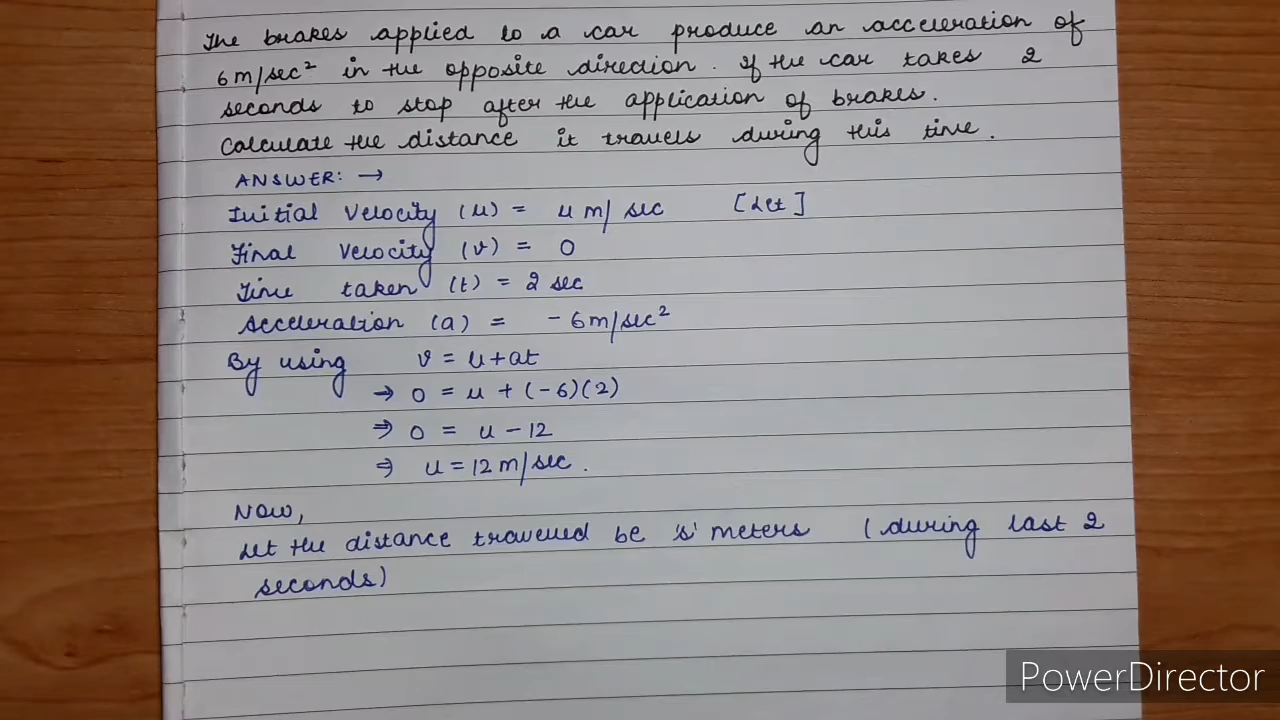 The brakes applied to a car produce an acceleration of
6m/sec² in the opposite direction. If the car takes 2
seconds to stop after the application of brakes.
Calculate the distance it travels during this time.
ANSWER: →
Initial Velocity (u) = u m/sec [Let]
Final Velocity (v) = 0
Time taken (t) = 2 sec
Acceleration (a) = -6m/sec²
By using v = u+at
⇒ 0 = u + (-6)(2)
⇒ 0 = u - 12
⇒ u = 12 m/sec.
Now,
Let the distance travelled be 's' meters (during last 2
seconds)
PowerDirector